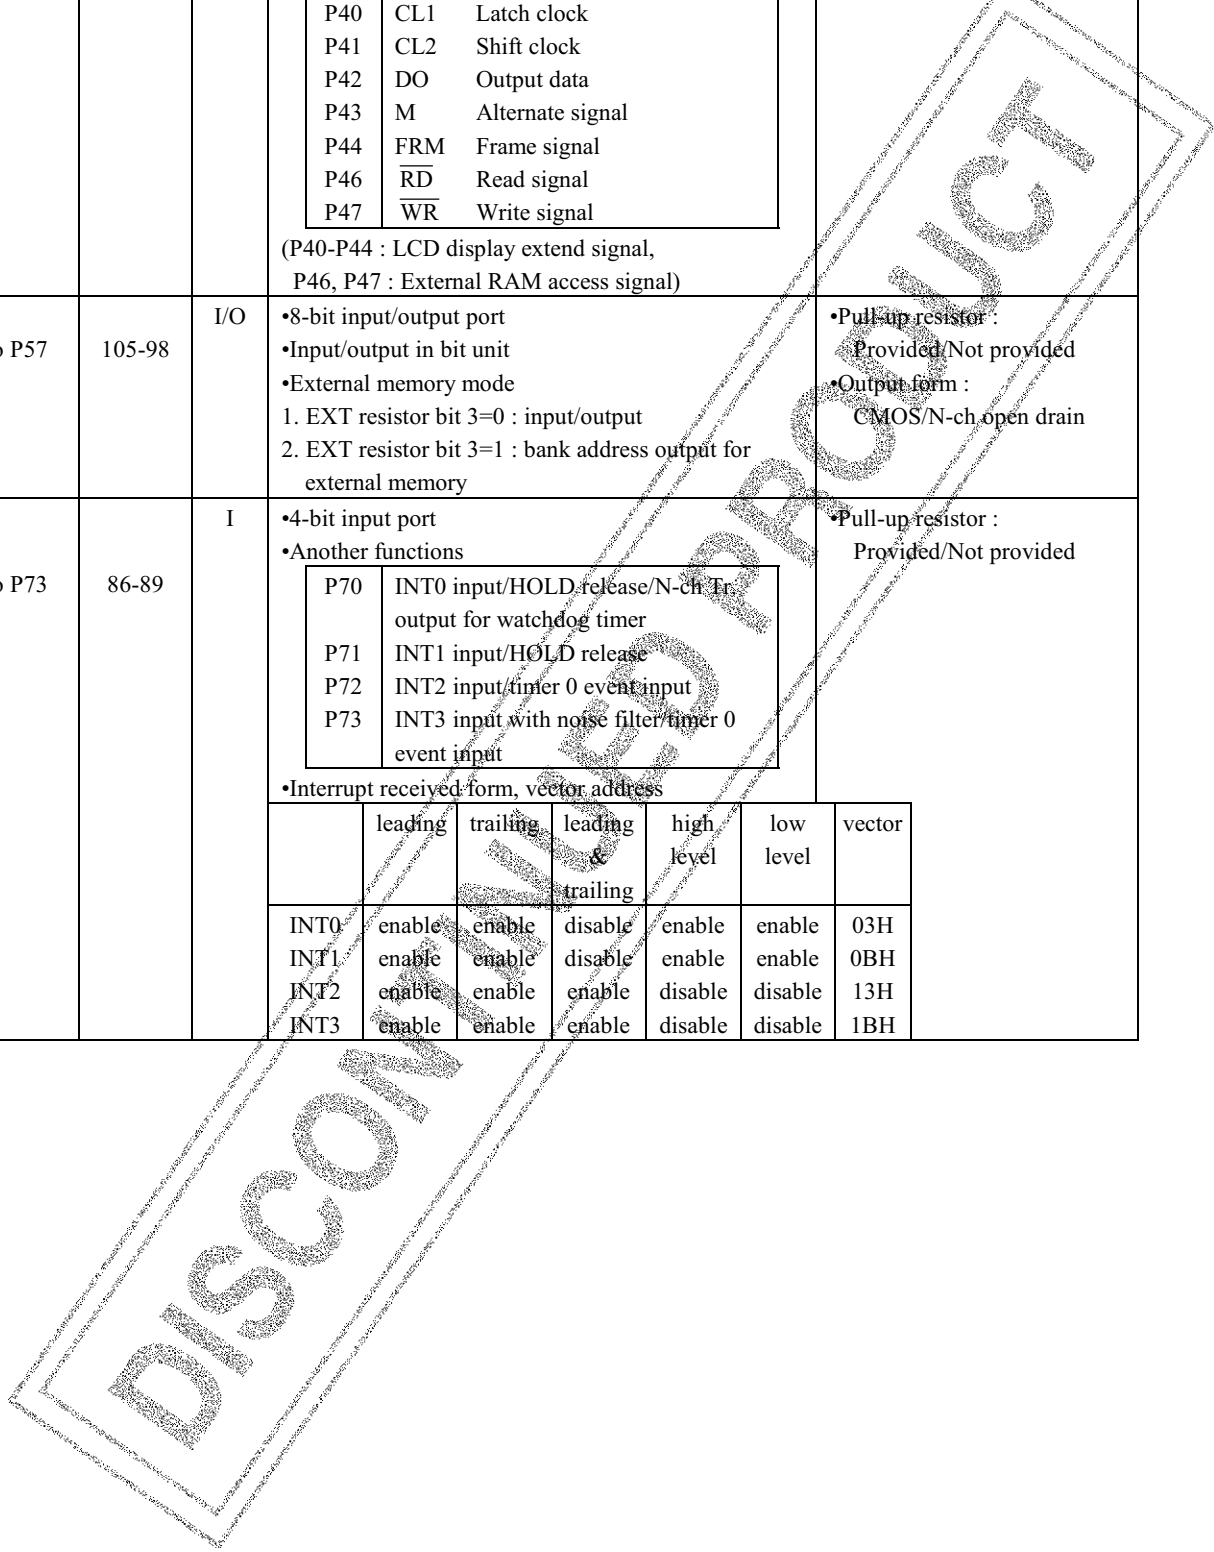 P40 CL1 Latch clock
P41 CL2 Shift clock
P42 DO Output data
P43 M Alternate signal
P44 FRM Frame signal
P46 RD Read signal
P47 WR Write signal
(P40-P44 : LCD display extend signal,
P46, P47 : External RAM access signal)
P57 105-98 I/O
•8-bit input/output port
•Input/output in bit unit
•External memory mode
1. EXT resistor bit 3=0 : input/output
2. EXT resistor bit 3=1 : bank address output for
external memory
•Pull-up resistor :
Provided/Not provided
•Output form :
CMOS/N-ch open drain
P73 86-89 I
•4-bit input port
•Another functions
P70 INT0 input/HOLD release/N-ch Tr.
output for watchdog timer
P71 INT1 input/HOLD release
P72 INT2 input/timer 0 event input
P73 INT3 input with noise filter/timer 0
event input
•Interrupt received form, vector address
•Pull-up resistor :
Provided/Not provided
leading trailing leading & trailing high level low level vector
INT0 enable enable disable enable enable 03H
INT1 enable enable disable enable enable 0BH
INT2 enable enable enable disable disable 13H
INT3 enable enable enable disable disable 1BH
DISCONTINUED PRODUCT